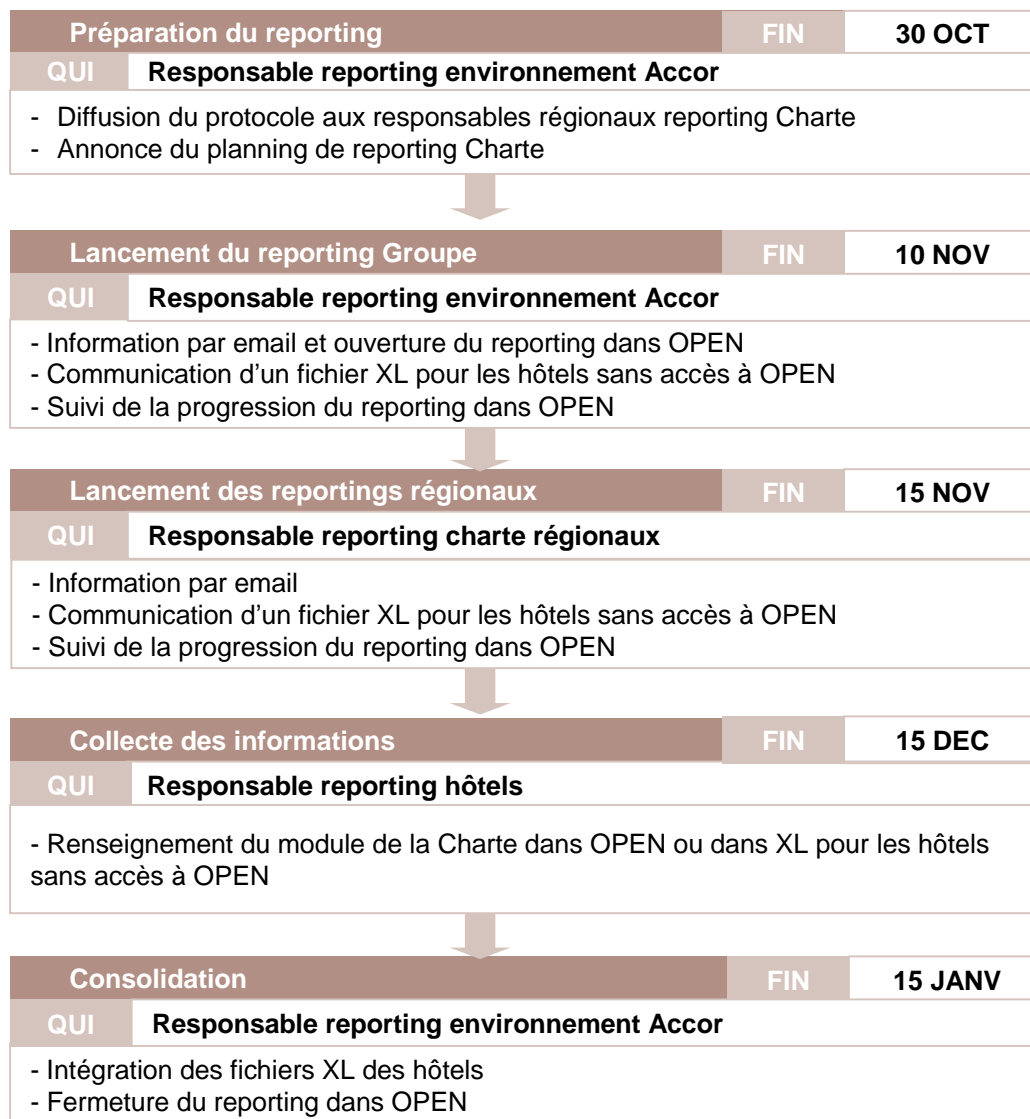 Préparation du reporting FIN 30 OCT
QUI Responsable reporting environnement Accor
- Diffusion du protocole aux responsables régionaux reporting Charte
- Annonce du planning de reporting Charte
Lancement du reporting Groupe FIN 10 NOV
QUI Responsable reporting environnement Accor
- Information par email et ouverture du reporting dans OPEN
- Communication d'un fichier XL pour les hôtels sans accès à OPEN
- Suivi de la progression du reporting dans OPEN
Lancement des reportings régionaux FIN 15 NOV
QUI Responsable reporting charte régionaux
- Information par email
- Communication d'un fichier XL pour les hôtels sans accès à OPEN
- Suivi de la progression du reporting dans OPEN
Collecte des informations FIN 15 DEC
QUI Responsable reporting hôtels
- Renseignement du module de la Charte dans OPEN ou dans XL pour les hôtels
sans accès à OPEN
Consolidation FIN 15 JANV
QUI Responsable reporting environnement Accor
- Intégration des fichiers XL des hôtels
- Fermeture du reporting dans OPEN